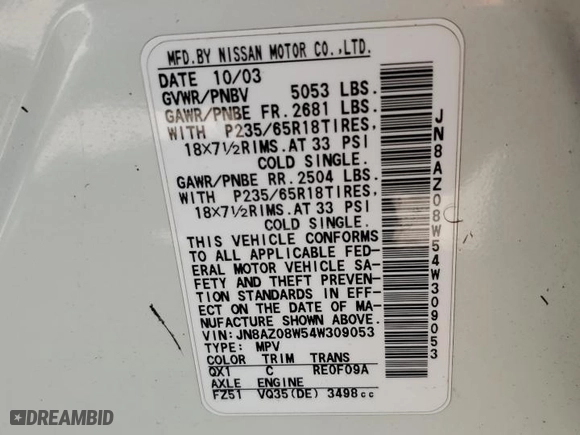 MFD.BY NISSAN MOTOR CO.,LTD.
DATE 10/03
GVWR/PNBV 5053 LBS.
GAWR/PNBE FR.2681 LBS.
WITH P235/65R18TIRES,
18X7½RIMS.AT 33 PSI
COLD SINGLE.
GAWR/PNBE RR.2504 LBS.
WITH P235/65R18TIRES,
18X7½RIMS.AT 33 PSI
COLD SINGLE.
THIS VEHICLE CONFORMS
TO ALL APPLICABLE FED-
ERAL MOTOR VEHICLE SA-
FETY AND THEFT PREVEN-
TION STANDARDS IN EFF-
ECT ON THE DATE OF MA-
NUFACTURE SHOWN ABOVE.
VIN:JN8AZ08W54W309053
TYPE: MPV
COLOR TRIM TRANS
QX1 C RE0F09A
AXLE ENGINE
FZ51 VQ35(DE) 3498cc
JN8AZ08W54W309053
DREAMBID